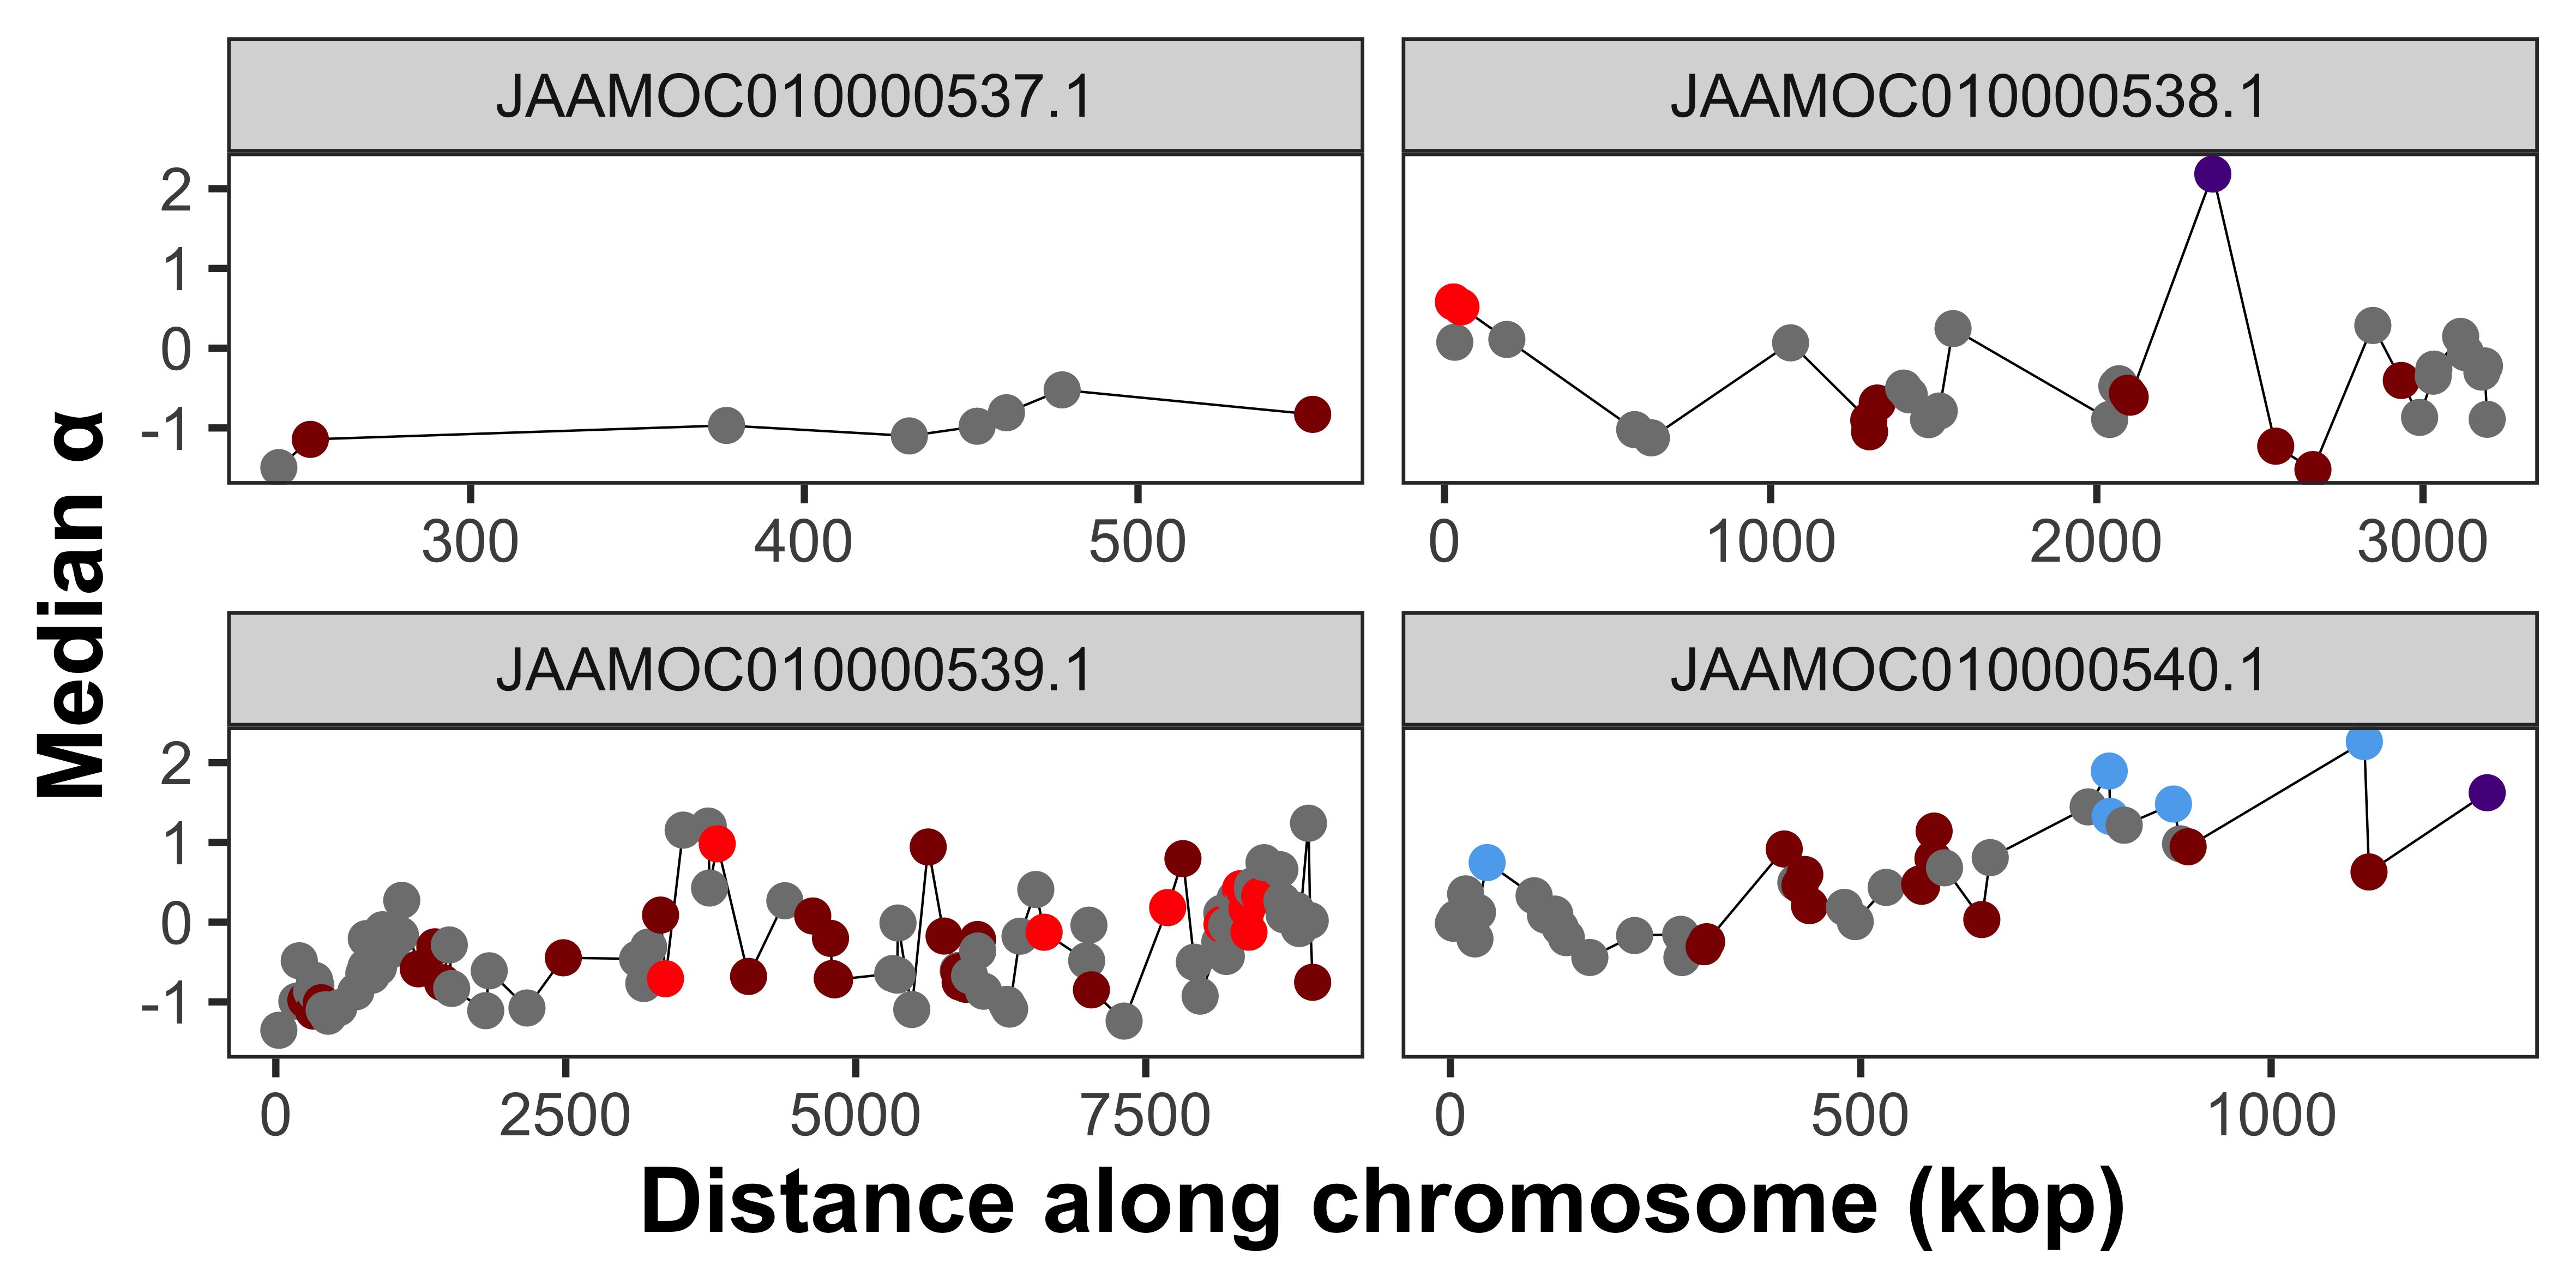 JAAMOC010000537.1
JAAMOC010000538.1
2
1
0
-1
300 400 500
0 1000 2000 3000
Median α
JAAMOC010000539.1
JAAMOC010000540.1
2
1
0
-1
0 2500 5000 7500
0 500 1000
Distance along chromosome (kbp)